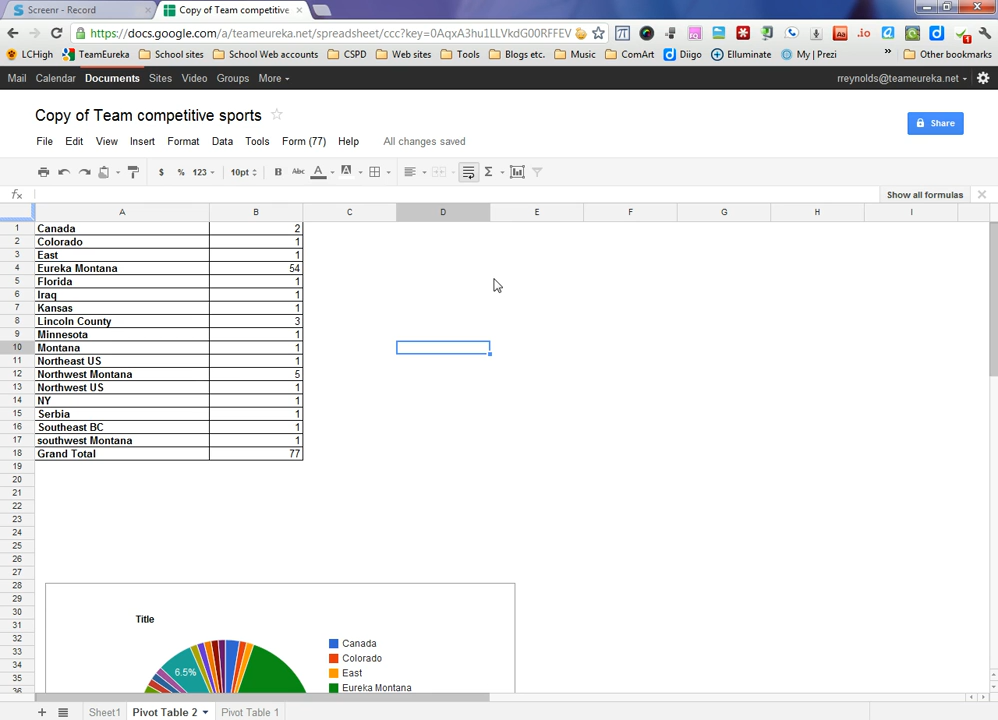 Screenr - Record
Copy of Team competitive
https://docs.google.com/a/teameureka.net/spreadsheet/ccc?key=0AqxA3hu1LLVkdG00RFFEV
LCHigh TeamEureka School sites School Web accounts CSPD Web sites Tools Blogs etc. Music ComArt Diigo Elluminate My | Prezi » Other bookmarks
Mail Calendar Documents Sites Video Groups More
rreynolds@teameureka.net
Copy of Team competitive sports
Share
File Edit View Insert Format Data Tools Form (77) Help All changes saved
$ % 123 10pt B Abc A A Σ
fx Show all formulas
A B C D E F G H I
1 Canada 2
2 Colorado 1
3 East 1
4 Eureka Montana 54
5 Florida 1
6 Iraq 1
7 Kansas 1
8 Lincoln County 3
9 Minnesota 1
10 Montana 1
11 Northeast US 1
12 Northwest Montana 5
13 Northwest US 1
14 NY 1
15 Serbia 1
16 Southeast BC 1
17 southwest Montana 1
18 Grand Total 77
19
20
21
22
23
24
25
26
27
28
29
30
31
32
33
34
35
36
Title
6.5%
Canada
Colorado
East
Eureka Montana
+ Sheet1 Pivot Table 2 Pivot Table 1